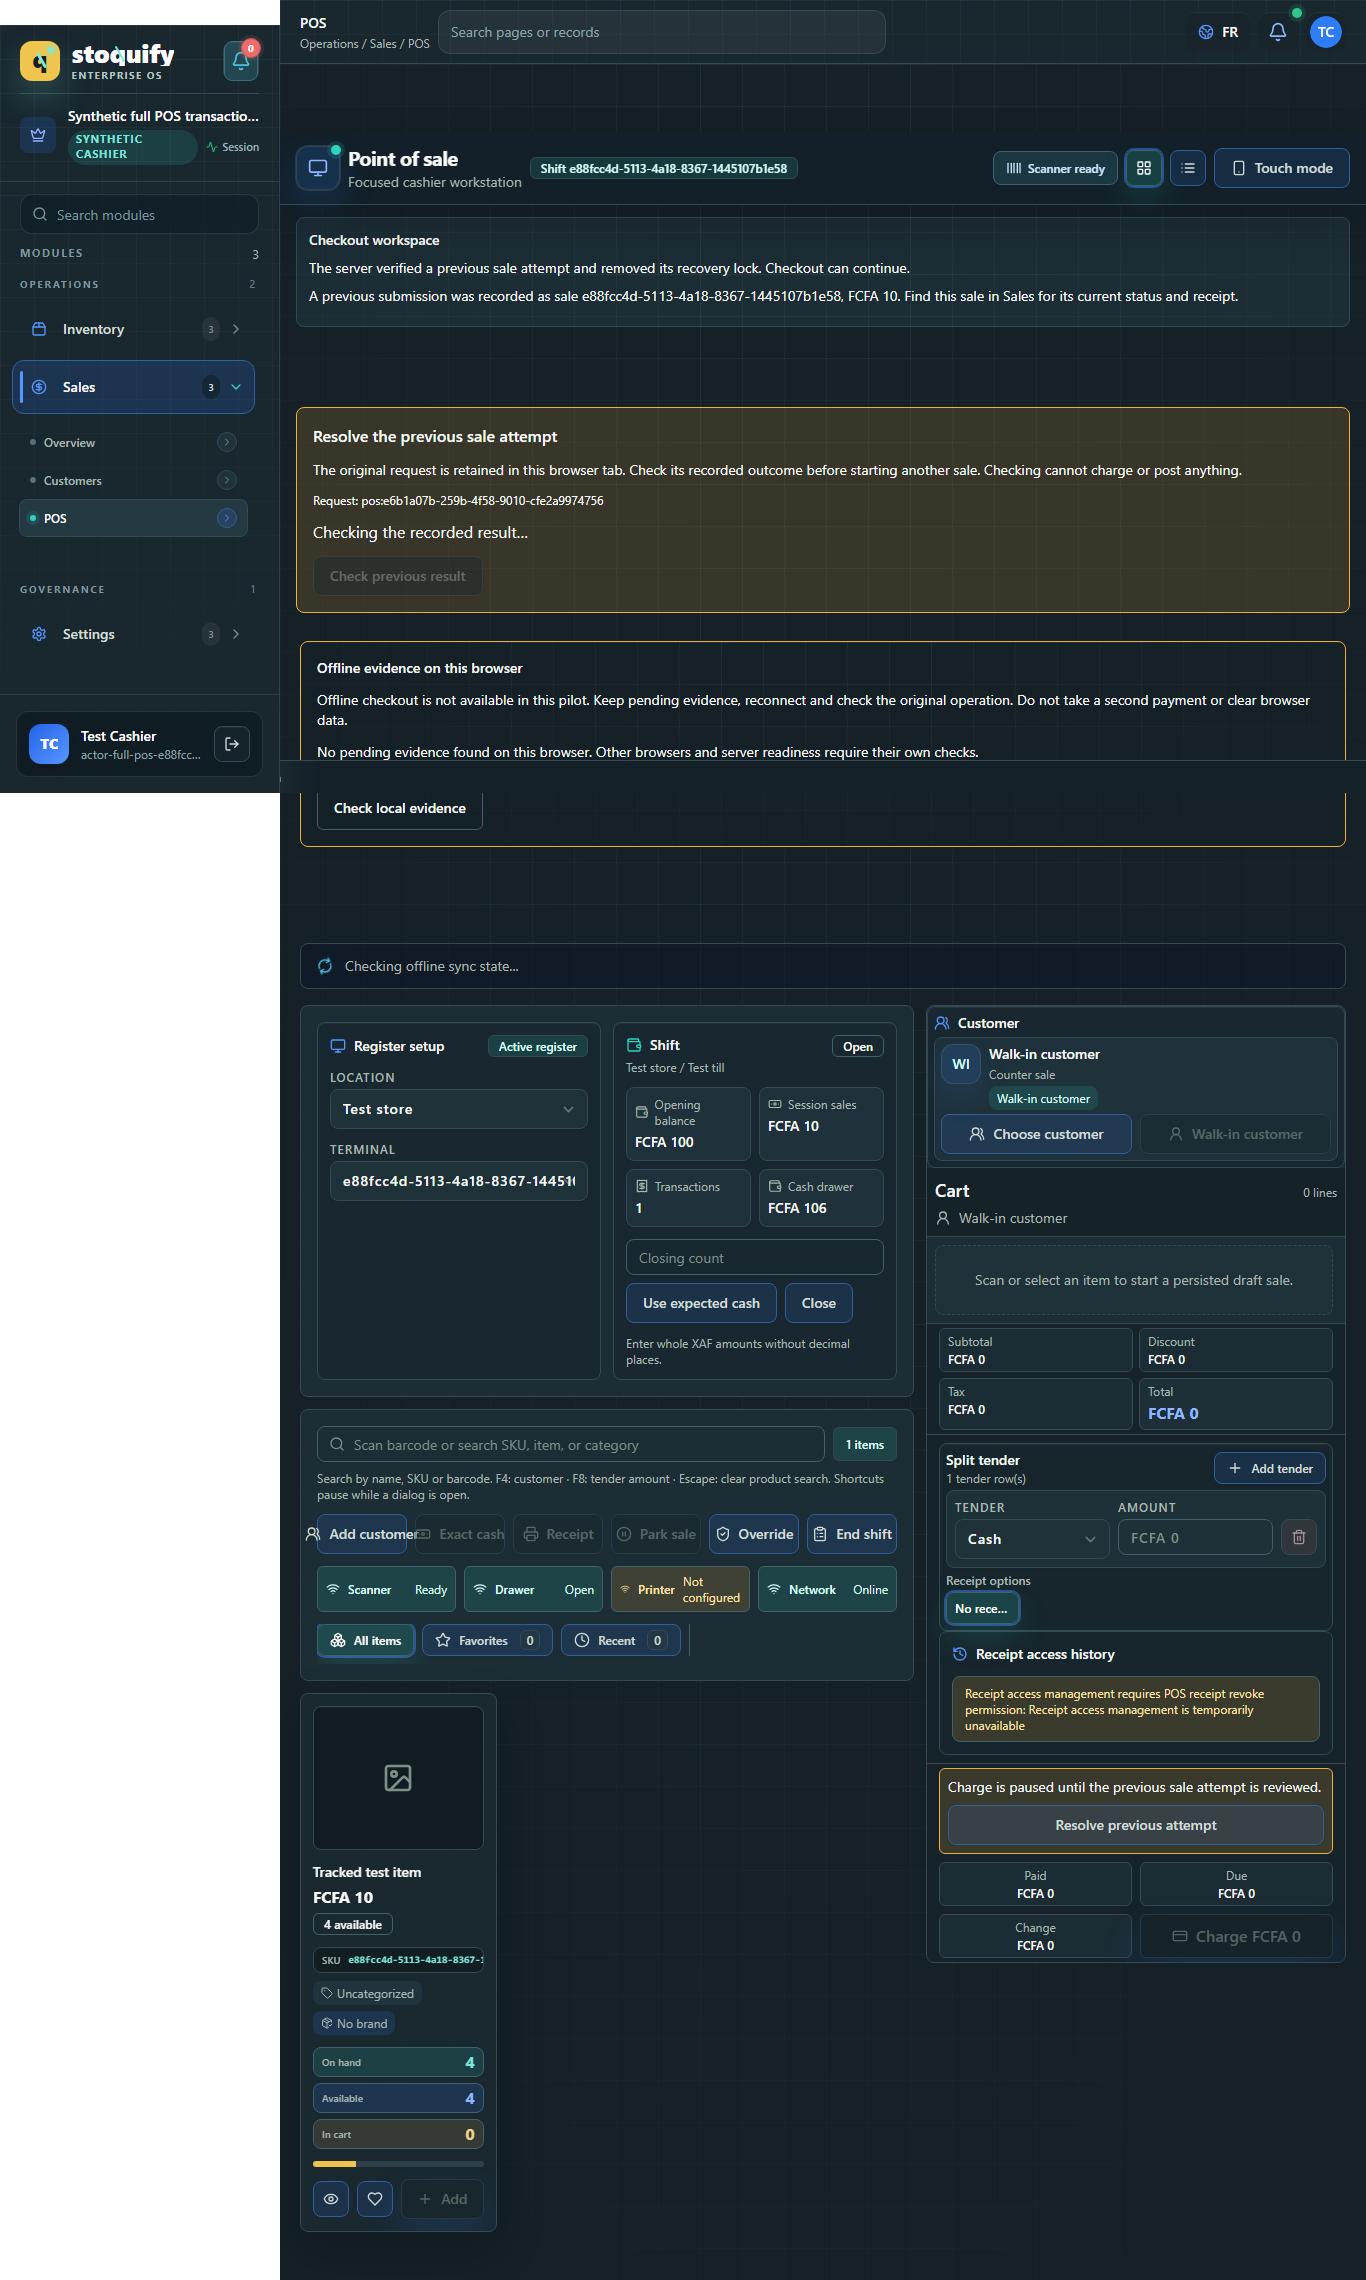 stoquify
ENTERPRISE OS
0
Synthetic full POS transactio...
SYNTHETIC CASHIER
Session
Search modules
MODULES 3
OPERATIONS 2
Inventory 3
Sales 3
Overview
Customers
POS
GOVERNANCE 1
Settings 3
TC
Test Cashier
actor-full-pos-e88fcc...
POS
Operations / Sales / POS
Search pages or records
FR
TC
Point of sale
Focused cashier workstation
Shift e88fcc4d-5113-4a18-8367-1445107b1e58
Scanner ready
Touch mode
Checkout workspace
The server verified a previous sale attempt and removed its recovery lock. Checkout can continue.
A previous submission was recorded as sale e88fcc4d-5113-4a18-8367-1445107b1e58, FCFA 10. Find this sale in Sales for its current status and receipt.
Resolve the previous sale attempt
The original request is retained in this browser tab. Check its recorded outcome before starting another sale. Checking cannot charge or post anything.
Request: pos:e6b1a07b-259b-4f58-9010-cfe2a9974756
Checking the recorded result...
Check previous result
Offline evidence on this browser
Offline checkout is not available in this pilot. Keep pending evidence, reconnect and check the original operation. Do not take a second payment or clear browser
data.
No pending evidence found on this browser. Other browsers and server readiness require their own checks.
Check local evidence
Checking offline sync state...
Register setup
Active register
LOCATION
Test store
TERMINAL
e88fcc4d-5113-4a18-8367-14451
Shift
Open
Test store / Test till
Opening balance
FCFA 100
Session sales
FCFA 10
Transactions
1
Cash drawer
FCFA 106
Closing count
Use expected cash
Close
Enter whole XAF amounts without decimal
places.
Scan barcode or search SKU, item, or category
1 items
Search by name, SKU or barcode. F4: customer · F8: tender amount · Escape: clear product search. Shortcuts
pause while a dialog is open.
Add customer
Exact cash
Receipt
Park sale
Override
End shift
Scanner Ready
Drawer Open
Printer Not configured
Network Online
All items
Favorites 0
Recent 0
Tracked test item
FCFA 10
4 available
SKU e88fcc4d-5113-4a18-8367-1
Uncategorized
No brand
On hand 4
Available 4
In cart 0
Add
Customer
WI
Walk-in customer
Counter sale
Walk-in customer
Choose customer
Walk-in customer
Cart
0 lines
Walk-in customer
Scan or select an item to start a persisted draft sale.
Subtotal
FCFA 0
Discount
FCFA 0
Tax
FCFA 0
Total
FCFA 0
Split tender
1 tender row(s)
Add tender
TENDER
Cash
AMOUNT
FCFA 0
Receipt options
No rece...
Receipt access history
Receipt access management requires POS receipt revoke
permission: Receipt access management is temporarily
unavailable
Charge is paused until the previous sale attempt is reviewed.
Resolve previous attempt
Paid
FCFA 0
Due
FCFA 0
Change
FCFA 0
Charge FCFA 0